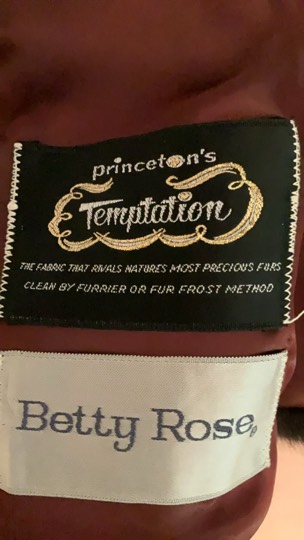 princeton's
Temptation
THE FABRIC THAT RIVALS NATURES MOST PRECIOUS FURS
CLEAN BY FURRIER OR FUR FROST METHOD
Betty Rose®